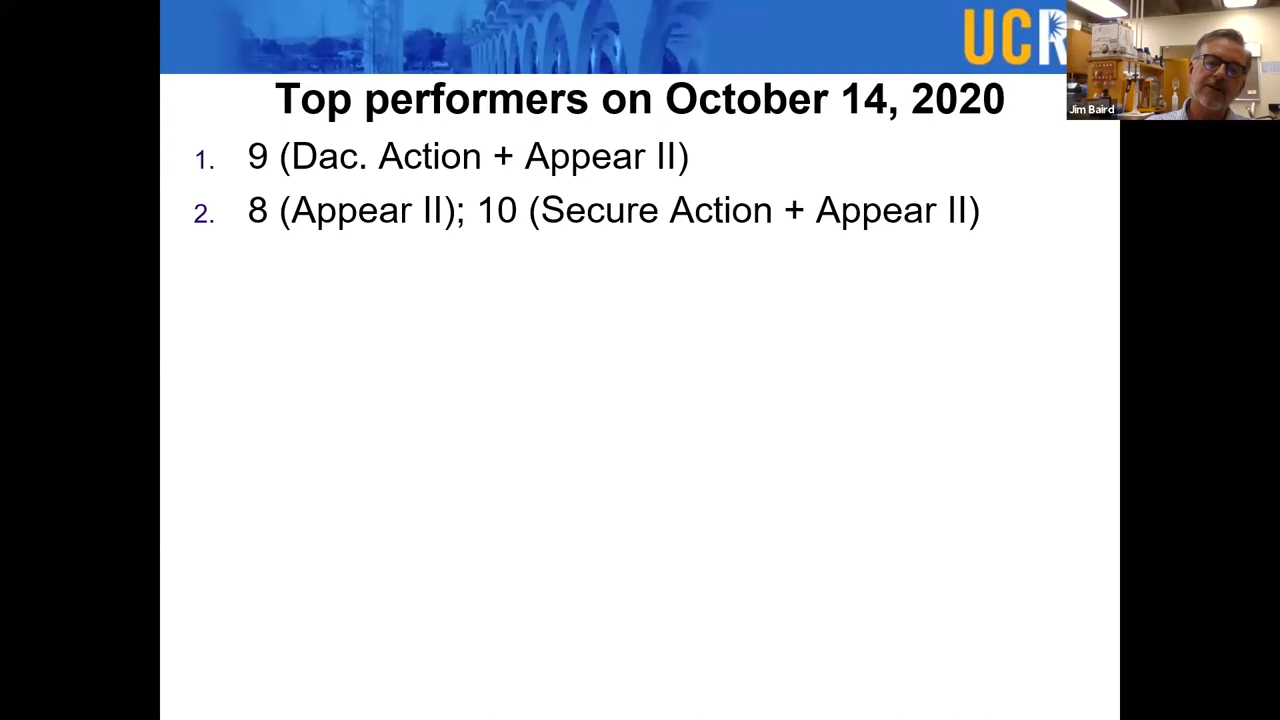 UCR
Jim Baird
Top performers on October 14, 2020
1. 9 (Dac. Action + Appear II)
2. 8 (Appear II); 10 (Secure Action + Appear II)